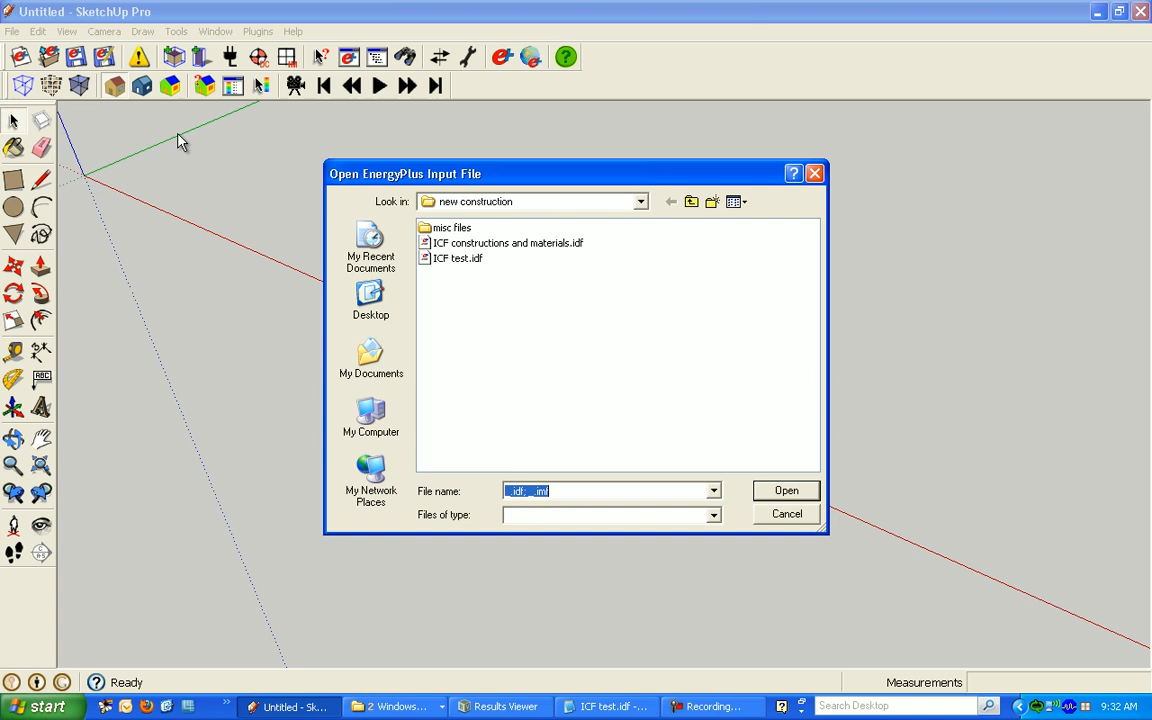 Untitled - SketchUp Pro
File Edit View Camera Draw Tools Window Plugins Help
Open EnergyPlus Input File
Look in: new construction
misc files
ICF constructions and materials.idf
ICF test.idf
My Recent
Documents
Desktop
My Documents
My Computer
My Network
Places
File name: _.idf; _.imf Open
Files of type: Cancel
ABC
Ready Measurements
start Untitled - Sk... 2 Windows... Results Viewer ICF test.idf -... Recording... Search Desktop 9:32 AM